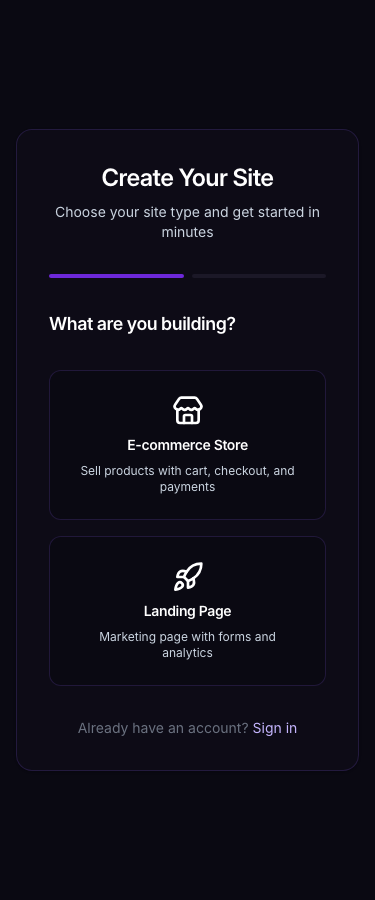 Create Your Site
Choose your site type and get started in
minutes
What are you building?
E-commerce Store
Sell products with cart, checkout, and
payments
Landing Page
Marketing page with forms and
analytics
Already have an account? Sign in